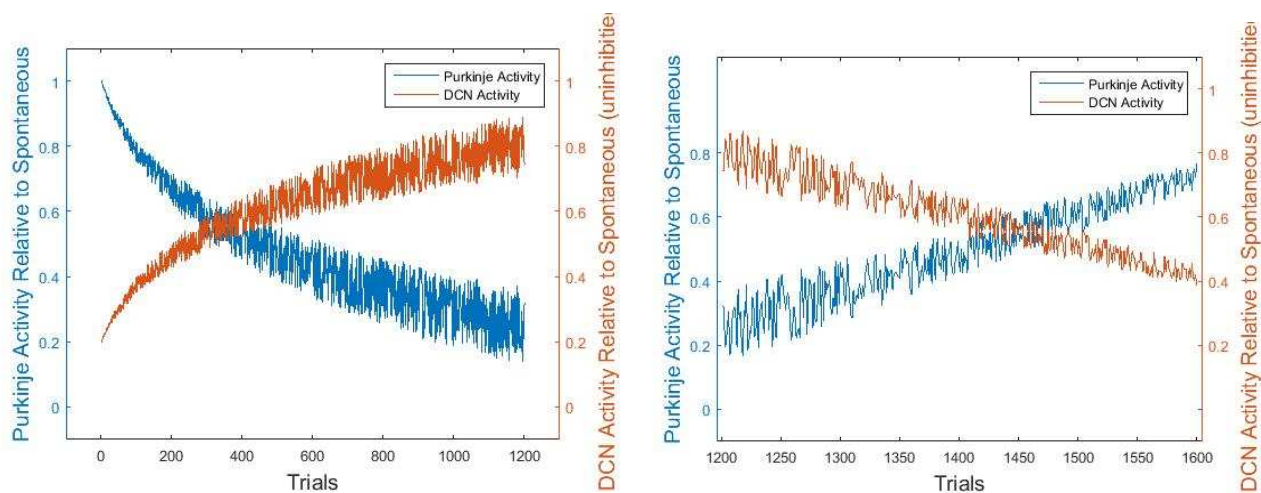 Purkinje Activity Relative to Spontaneous
1
0.8
0.6
0.4
0.2
0
Purkinje Activity
DCN Activity
1
0.8
0.6
0.4
0.2
0
DCN Activity Relative to Spontaneous (uninhibitie
0 200 400 600 800 1000 1200
Trials
Purkinje Activity Relative to Spontaneous
0.8
0.6
0.4
0.2
0
Purkinje Activity
DCN Activity
1
0.8
0.6
0.4
0.2
DCN Activity Relative to Spontaneous (uninhibitie
1200 1250 1300 1350 1400 1450 1500 1550 1600
Trials